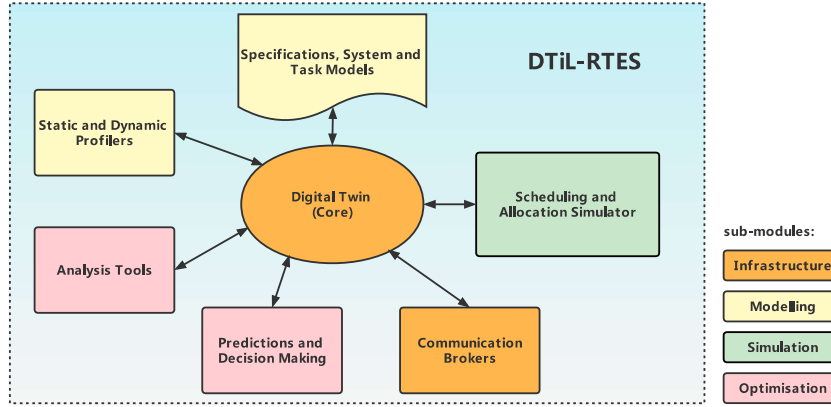 Specifications, System and
Task Models
DTiL-RTES
Static and Dynamic
Profilers
Digital Twin
(Core)
Scheduling and
Allocation Simulator
Analysis Tools
Predictions and
Decision Making
Communication
Brokers
sub-modules:
Infrastructure
Modelling
Simulation
Optimisation